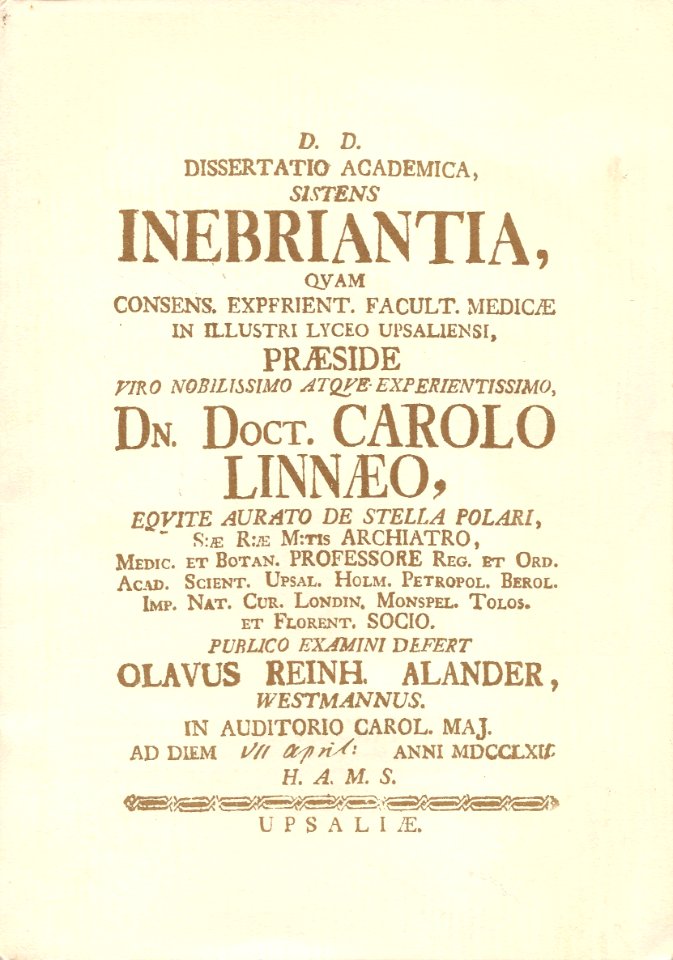 D. D.
DISSERTATIO ACADEMICA,
SISTENS
INEBRIANTIA,
QVAM
CONSENS. EXPERIENT. FACULT. MEDICÆ
IN ILLUSTRI LYCEO UPSALIENSI,
PRÆSIDE
VIRO NOBILISSIMO ATQVE EXPERIENTISSIMO,
DN. DOCT. CAROLO
LINNÆO,
EQVITE AURATO DE STELLA POLARI,
S:Æ R:Æ M:TIS ARCHIATRO,
MEDIC. ET BOTAN. PROFESSORE REG. ET ORD.
ACAD. SCIENT. UPSAL. HOLM. PETROPOL. BEROL.
IMP. NAT. CUR. LONDIN. MONSPEL. TOLOS.
ET FLORENT. SOCIO.
PUBLICO EXAMINI DEFERT
OLAVUS REINH. ALANDER,
WESTMANNUS.
IN AUDITORIO CAROL. MAJ.
AD DIEM VII April: ANNI MDCCLXII.
H. A. M. S.
UPSALIÆ.